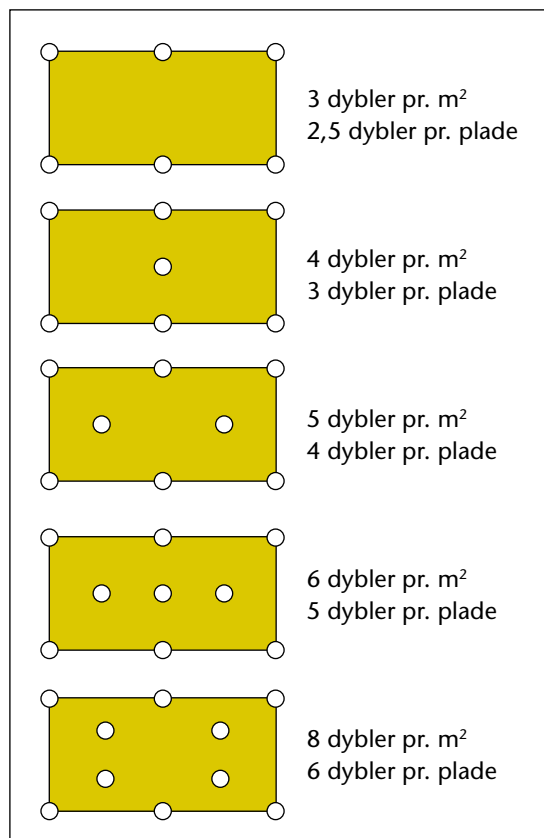 3 dybler pr. m²
2,5 dybler pr. plade
4 dybler pr. m²
3 dybler pr. plade
5 dybler pr. m²
4 dybler pr. plade
6 dybler pr. m²
5 dybler pr. plade
8 dybler pr. m²
6 dybler pr. plade